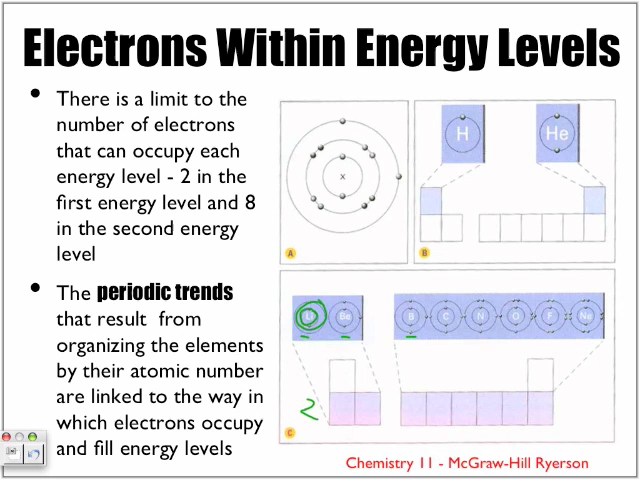 Electrons Within Energy Levels
• There is a limit to the
number of electrons
that can occupy each
energy level - 2 in the
first energy level and 8
in the second energy
level
• The periodic trends
that result from
organizing the elements
by their atomic number
are linked to the way in
which electrons occupy
and fill energy levels
x
A
H He
B
Be B C N O F Ne
2
C
Chemistry 11 - McGraw-Hill Ryerson